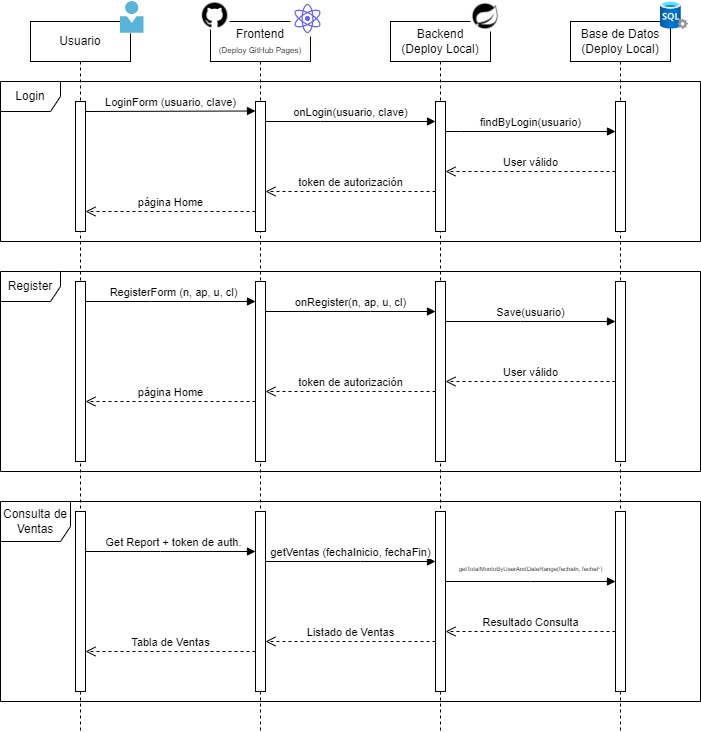 Usuario
Frontend
(Deploy GitHub Pages)
Backend
(Deploy Local)
Base de Datos
(Deploy Local)
SQL
Login
LoginForm (usuario, clave)
onLogin(usuario, clave)
findByLogin(usuario)
User válido
token de autorización
página Home
Register
RegisterForm (n, ap, u, cl)
onRegister(n, ap, u, cl)
Save(usuario)
User válido
token de autorización
página Home
Consulta de
Ventas
Get Report + token de auth.
getVentas (fechaInicio, fechaFin)
getTotalMontoByUserAndDateRange(fechaIn, fechaF)
Resultado Consulta
Listado de Ventas
Tabla de Ventas